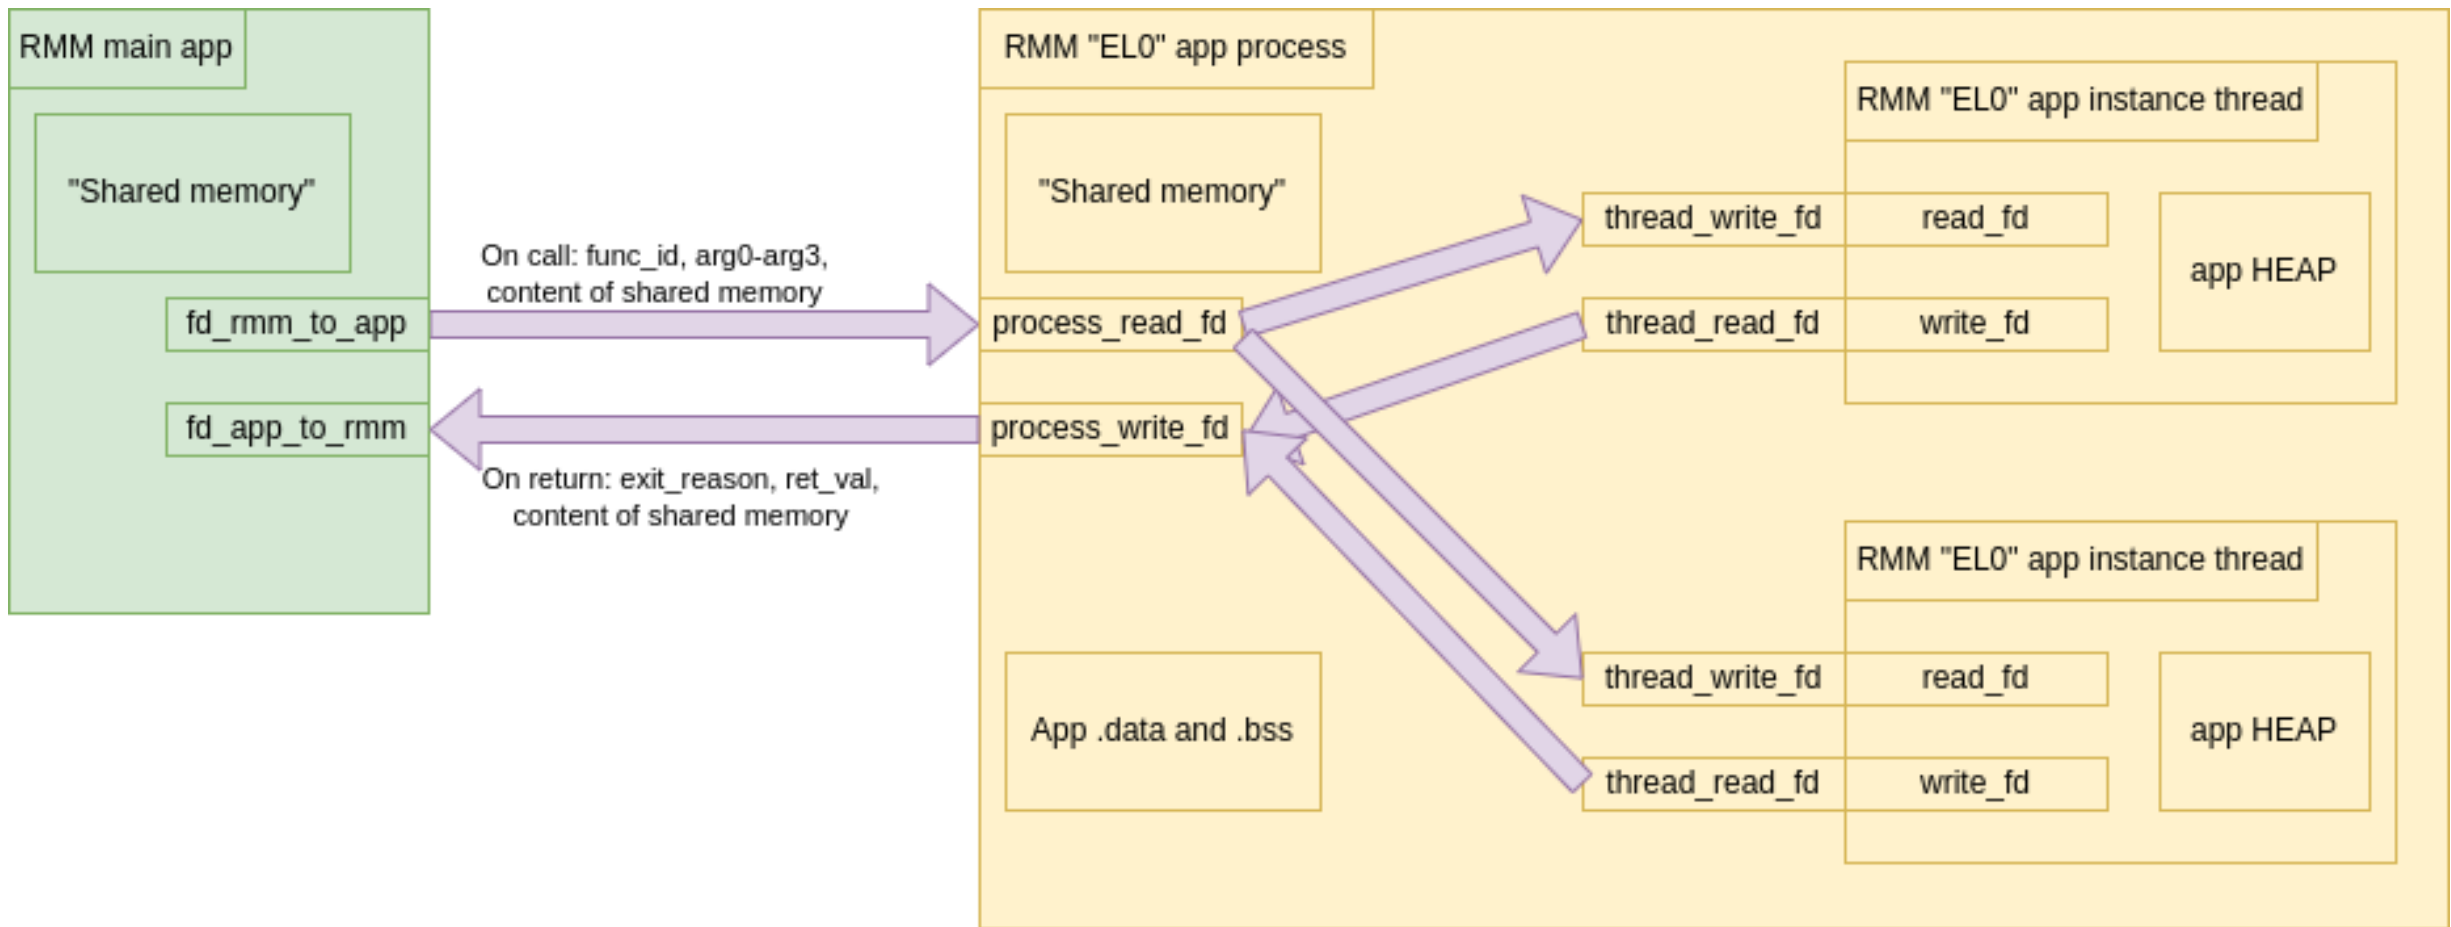 RMM main app
"Shared memory"
fd_rmm_to_app
fd_app_to_rmm
On call: func_id, arg0-arg3,
content of shared memory
On return: exit_reason, ret_val,
content of shared memory
RMM "EL0" app process
"Shared memory"
process_read_fd
process_write_fd
App .data and .bss
RMM "EL0" app instance thread
thread_write_fd
read_fd
thread_read_fd
write_fd
app HEAP
RMM "EL0" app instance thread
thread_write_fd
read_fd
thread_read_fd
write_fd
app HEAP